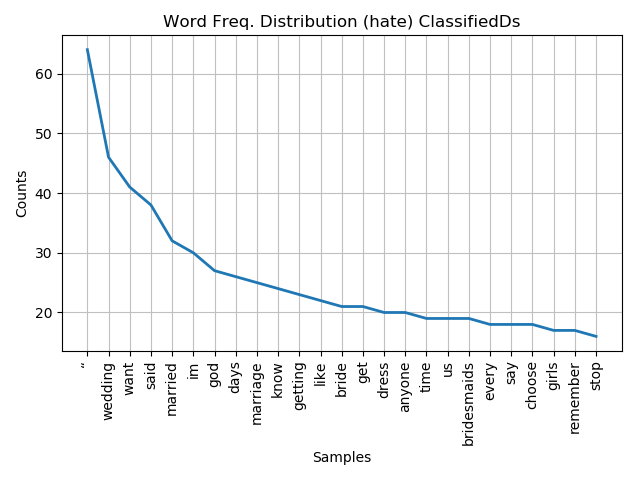 Word Freq. Distribution (hate) ClassifiedDs
Counts
60
50
40
30
20
“
wedding
want
said
married
im
god
days
marriage
know
getting
like
bride
get
dress
anyone
time
us
bridesmaids
every
say
choose
girls
remember
stop
Samples